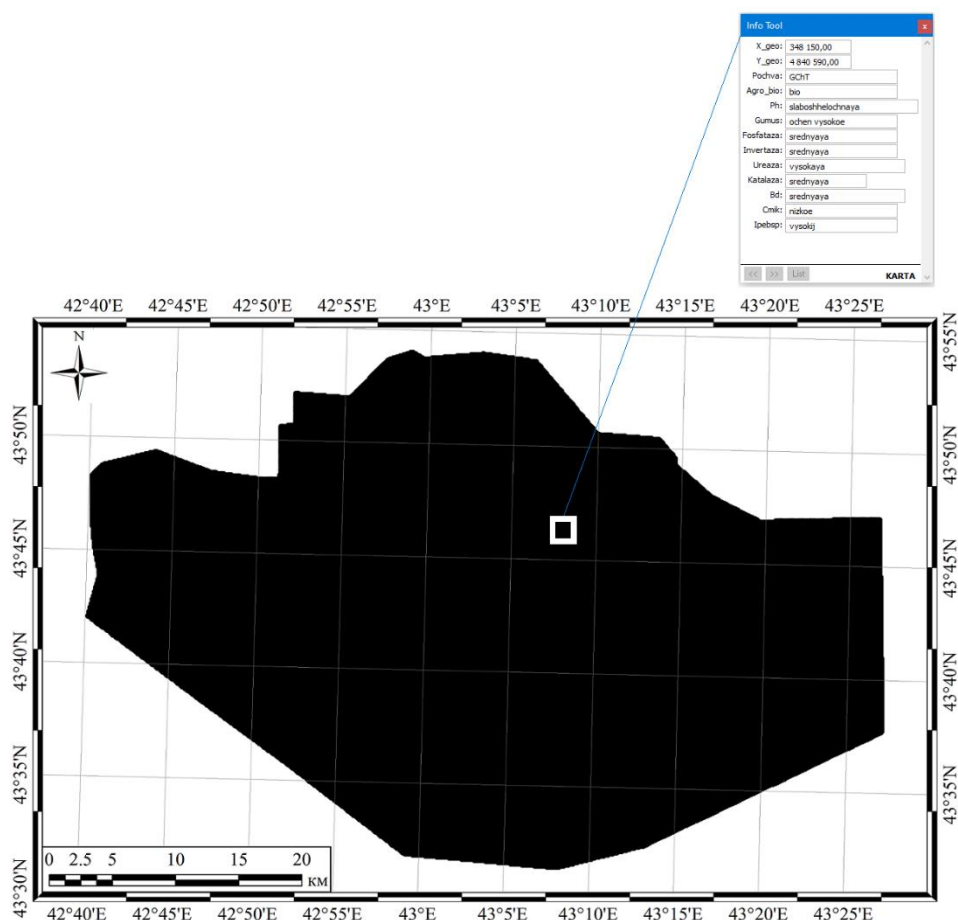 Info Tool x
X_geo: 348 150,00
Y_geo: 4 840 590,00
Pochva: GChT
Agro_bio: bio
Ph: slaboshhelochnaya
Gumus: ochen vysokoe
Fosfataza: srednyaya
Invertaza: srednyaya
Ureaza: vysokaya
Katalaza: srednyaya
Bd: srednyaya
Cmik: nizkoe
Ipebsp: vysokij
<< >> List KARTA
42°40'E 42°45'E 42°50'E 42°55'E 43°E 43°5'E 43°10'E 43°15'E 43°20'E 43°25'E
N
43°50'N
43°45'N
43°40'N
43°35'N
43°30'N
43°55'N
43°50'N
43°45'N
43°40'N
43°35'N
0 2.5 5 10 15 20
КМ
42°40'E 42°45'E 42°50'E 42°55'E 43°E 43°5'E 43°10'E 43°15'E 43°20'E